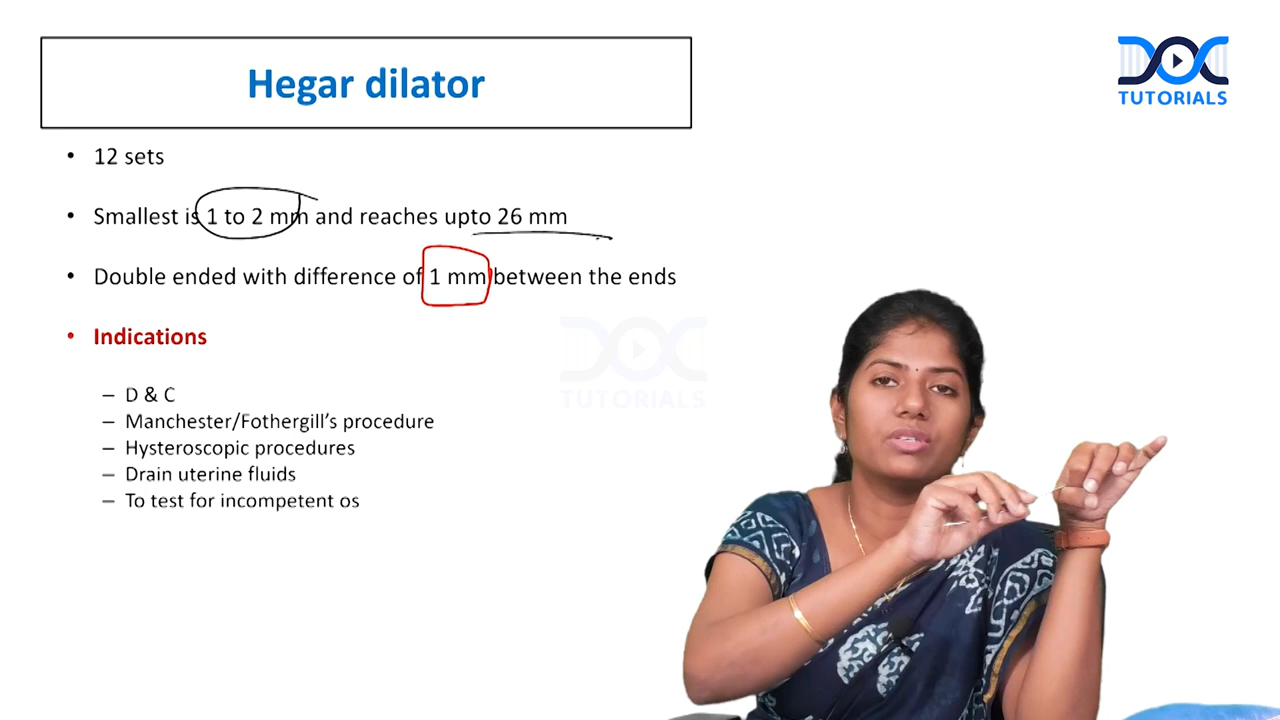 Hegar dilator
DOC
TUTORIALS
• 12 sets
• Smallest is 1 to 2 mm and reaches upto 26 mm
• Double ended with difference of 1 mm between the ends
• Indications
– D & C
– Manchester/Fothergill’s procedure
– Hysteroscopic procedures
– Drain uterine fluids
– To test for incompetent os
DOC
TUTORIALS